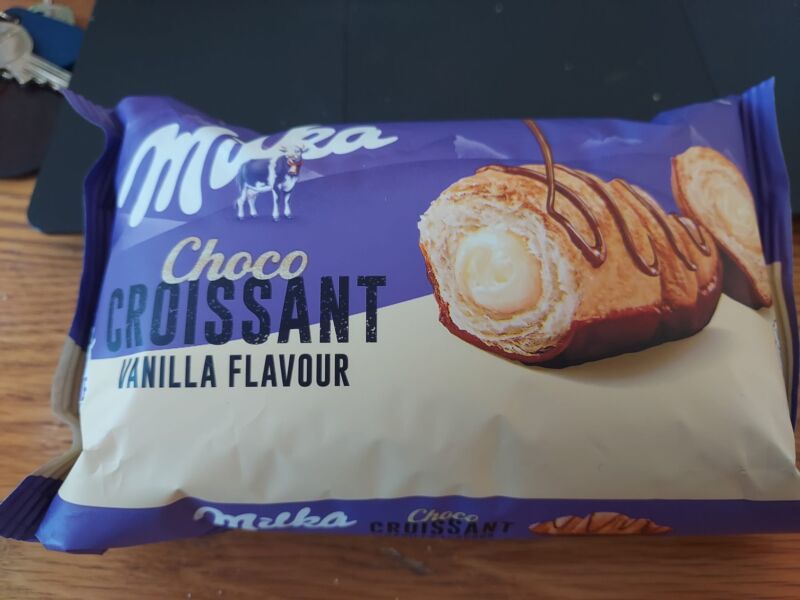 Milka
Choco
CROISSANT
VANILLA FLAVOUR
Milka Choco
CROISSANT